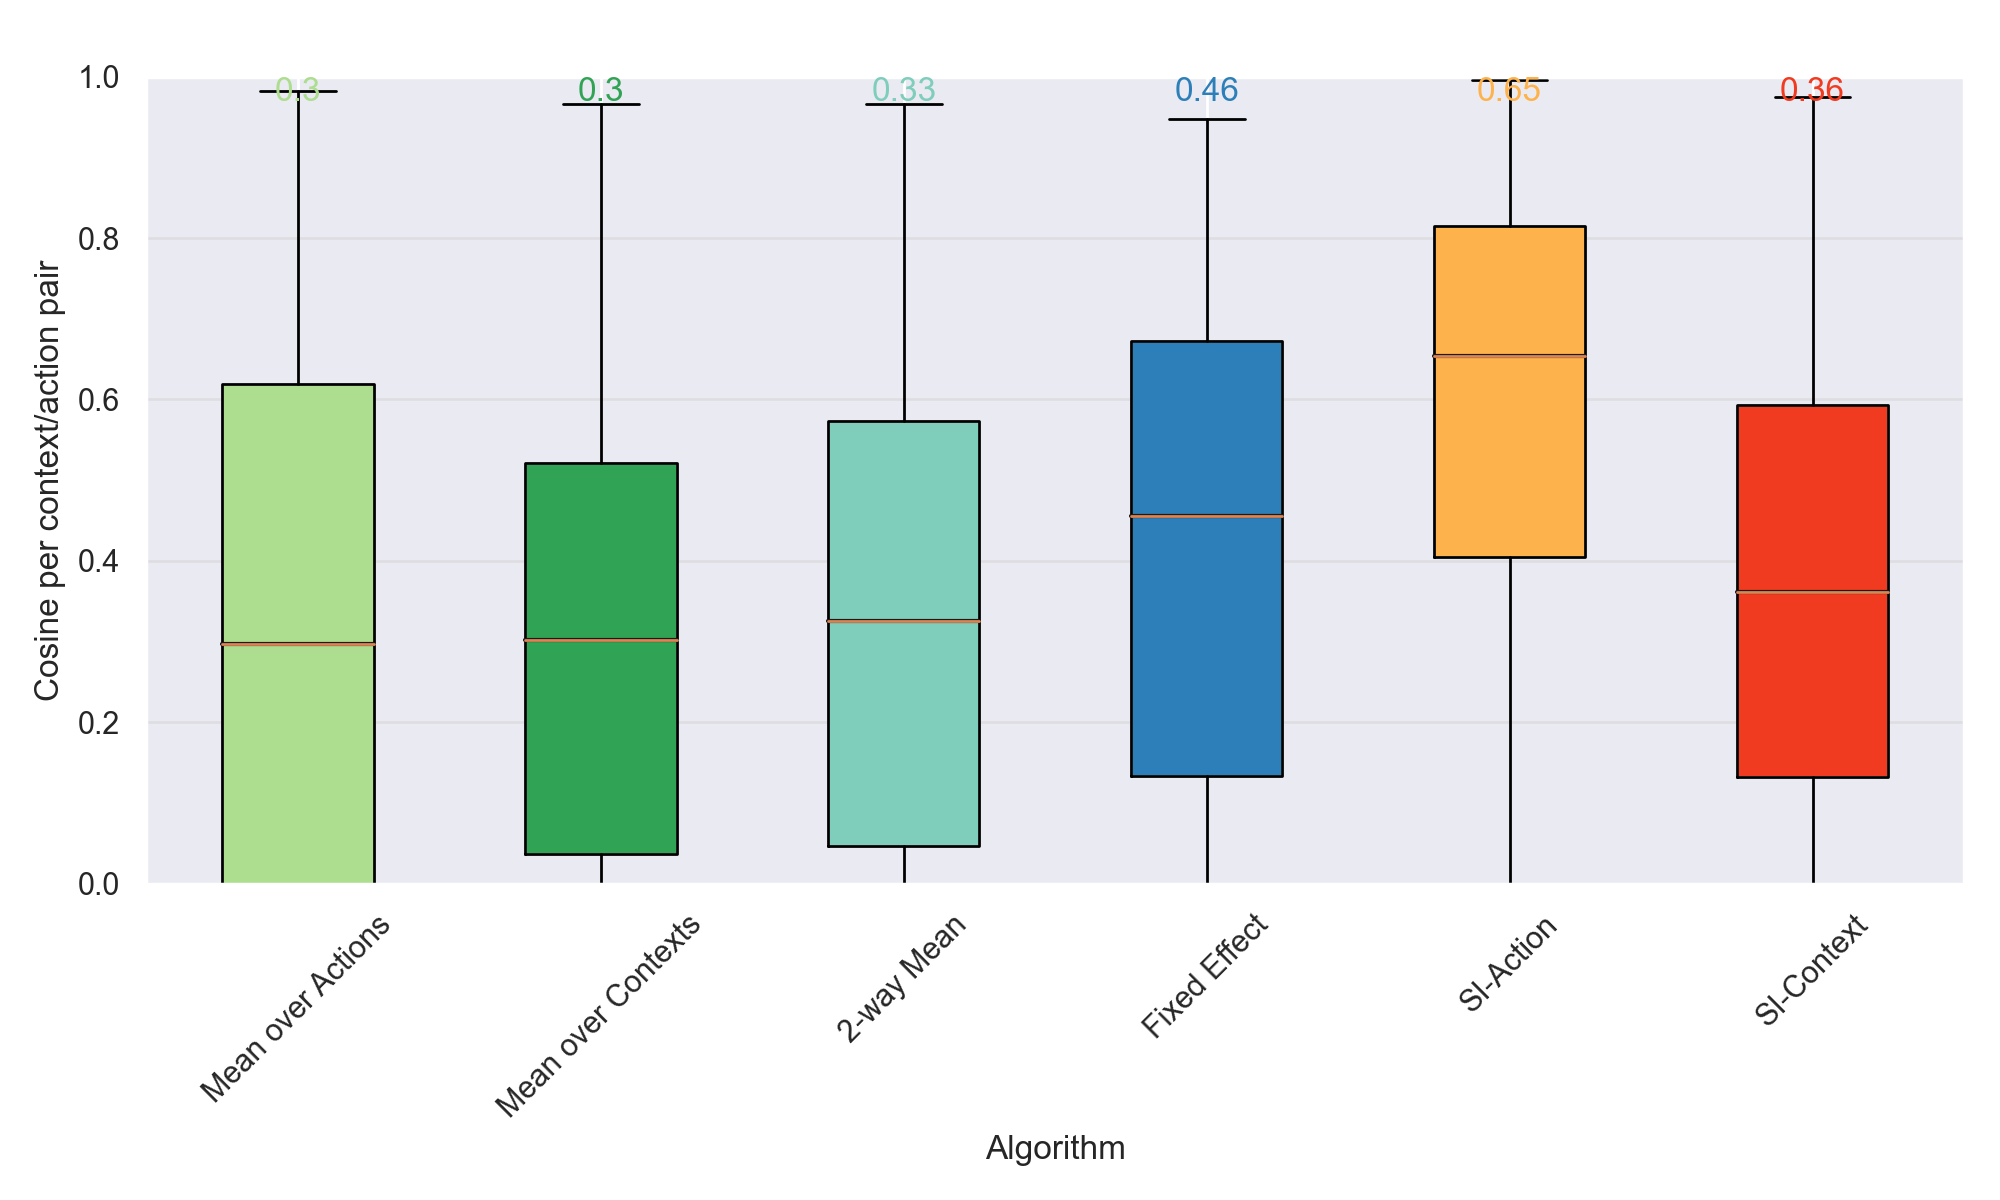 1.0
0.8
0.6
0.4
0.2
0.0
Cosine per context/action pair
0.3
0.3
0.33
0.46
0.65
0.36
Mean over Actions
Mean over Contexts
2-way Mean
Fixed Effect
SI-Action
SI-Context
Algorithm